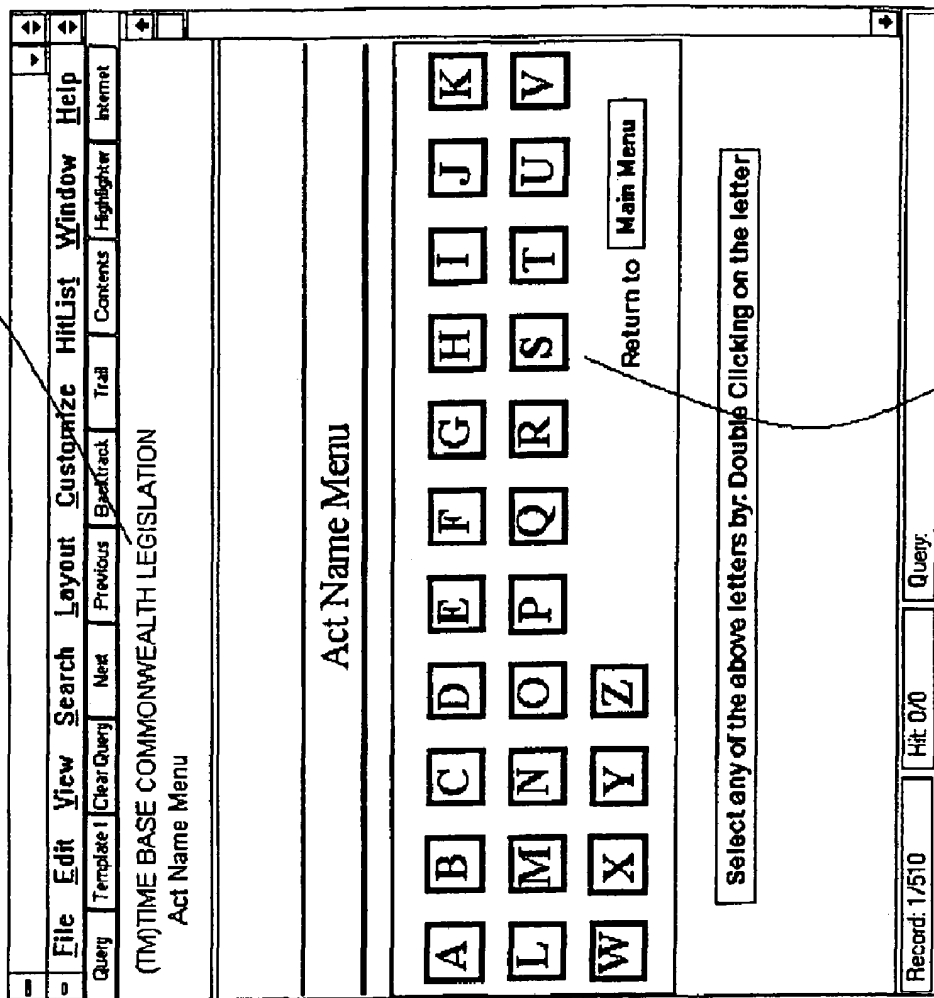 File Edit View Search Layout Customize HitList Window Help
Query Template 1 Clear Query Next Previous Backtrack Trail Contents Highlighter Internet
(TM)TIME BASE COMMONWEALTH LEGISLATION
Act Name Menu
Act Name Menu
A B C D E F G H I J K
L M N O P Q R S T U V
W X Y Z
Return to Main Menu
Select any of the above letters by: Double Clicking on the letter
Record: 1/510 Hit: 0/0 Query: